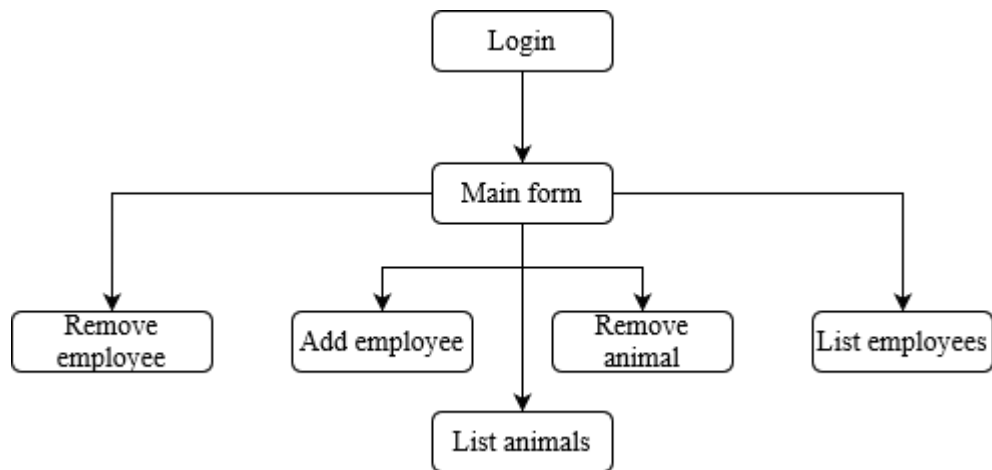 Login
Main form
Remove
employee
Add employee
Remove
animal
List employees
List animals